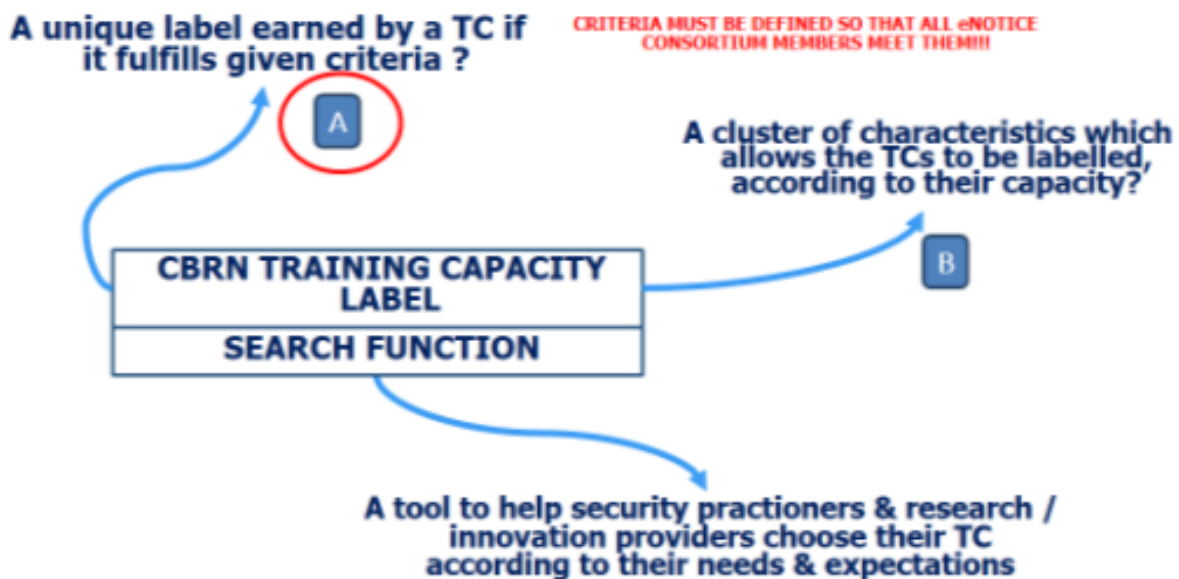 A unique label earned by a TC if
it fulfills given criteria ?
CRITERIA MUST BE DEFINED SO THAT ALL eNOTICE
CONSORTIUM MEMBERS MEET THEM!!!
A
A cluster of characteristics which
allows the TCs to be labelled,
according to their capacity?
B
CBRN TRAINING CAPACITY
LABEL
SEARCH FUNCTION
A tool to help security practioners & research /
innovation providers choose their TC
according to their needs & expectations